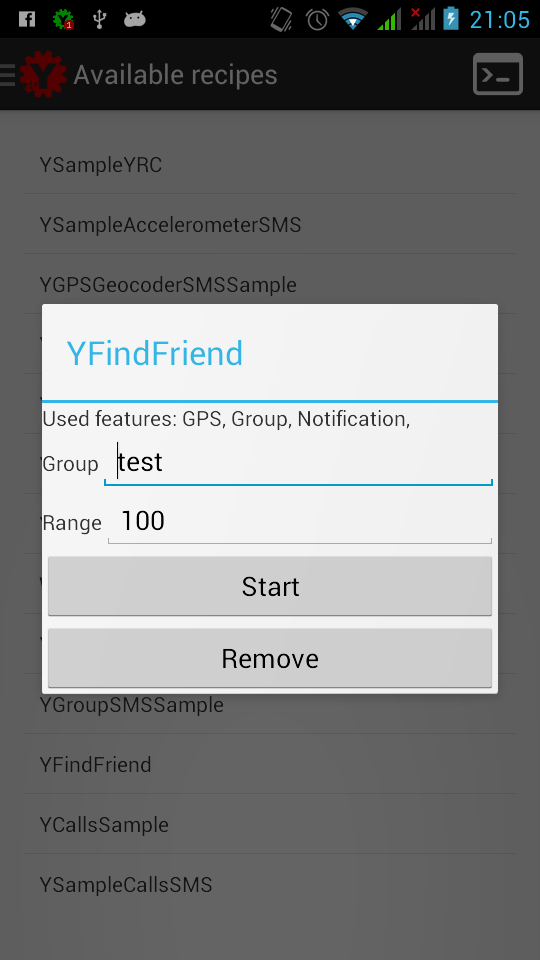 21:05
Available recipes
YSampleYRC
YSampleAccelerometerSMS
YGPSGeocoderSMSSample
YFindFriend
Used features: GPS, Group, Notification,
Group test
Range 100
Start
Remove
YGroupSMSSample
YFindFriend
YCallsSample
YSampleCallsSMS